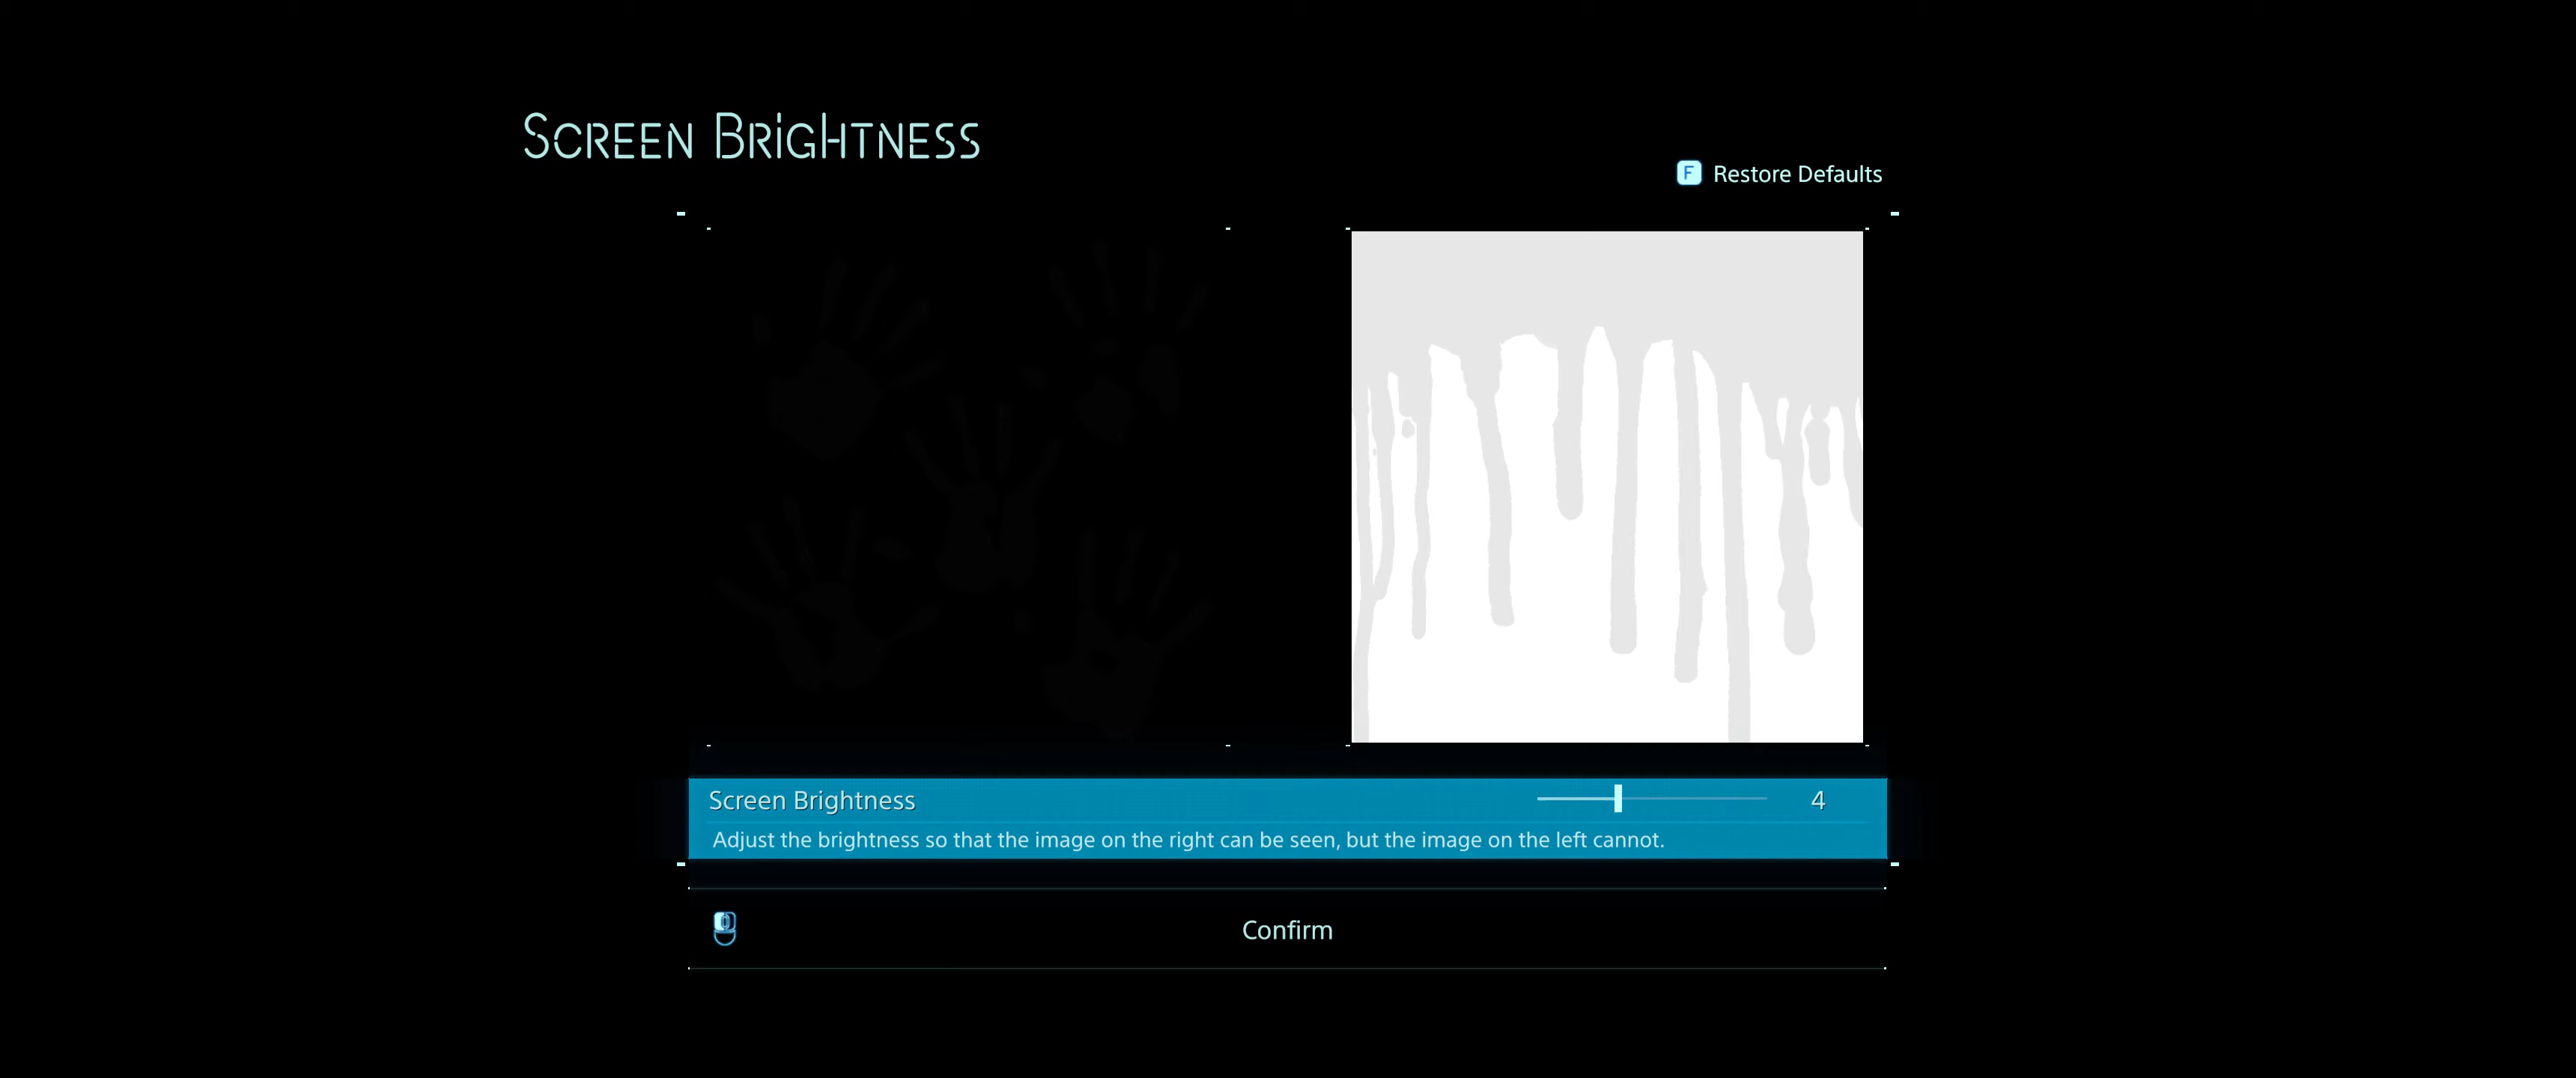 Screen Brightness
F Restore Defaults
Screen Brightness 4
Adjust the brightness so that the image on the right can be seen, but the image on the left cannot.
Confirm